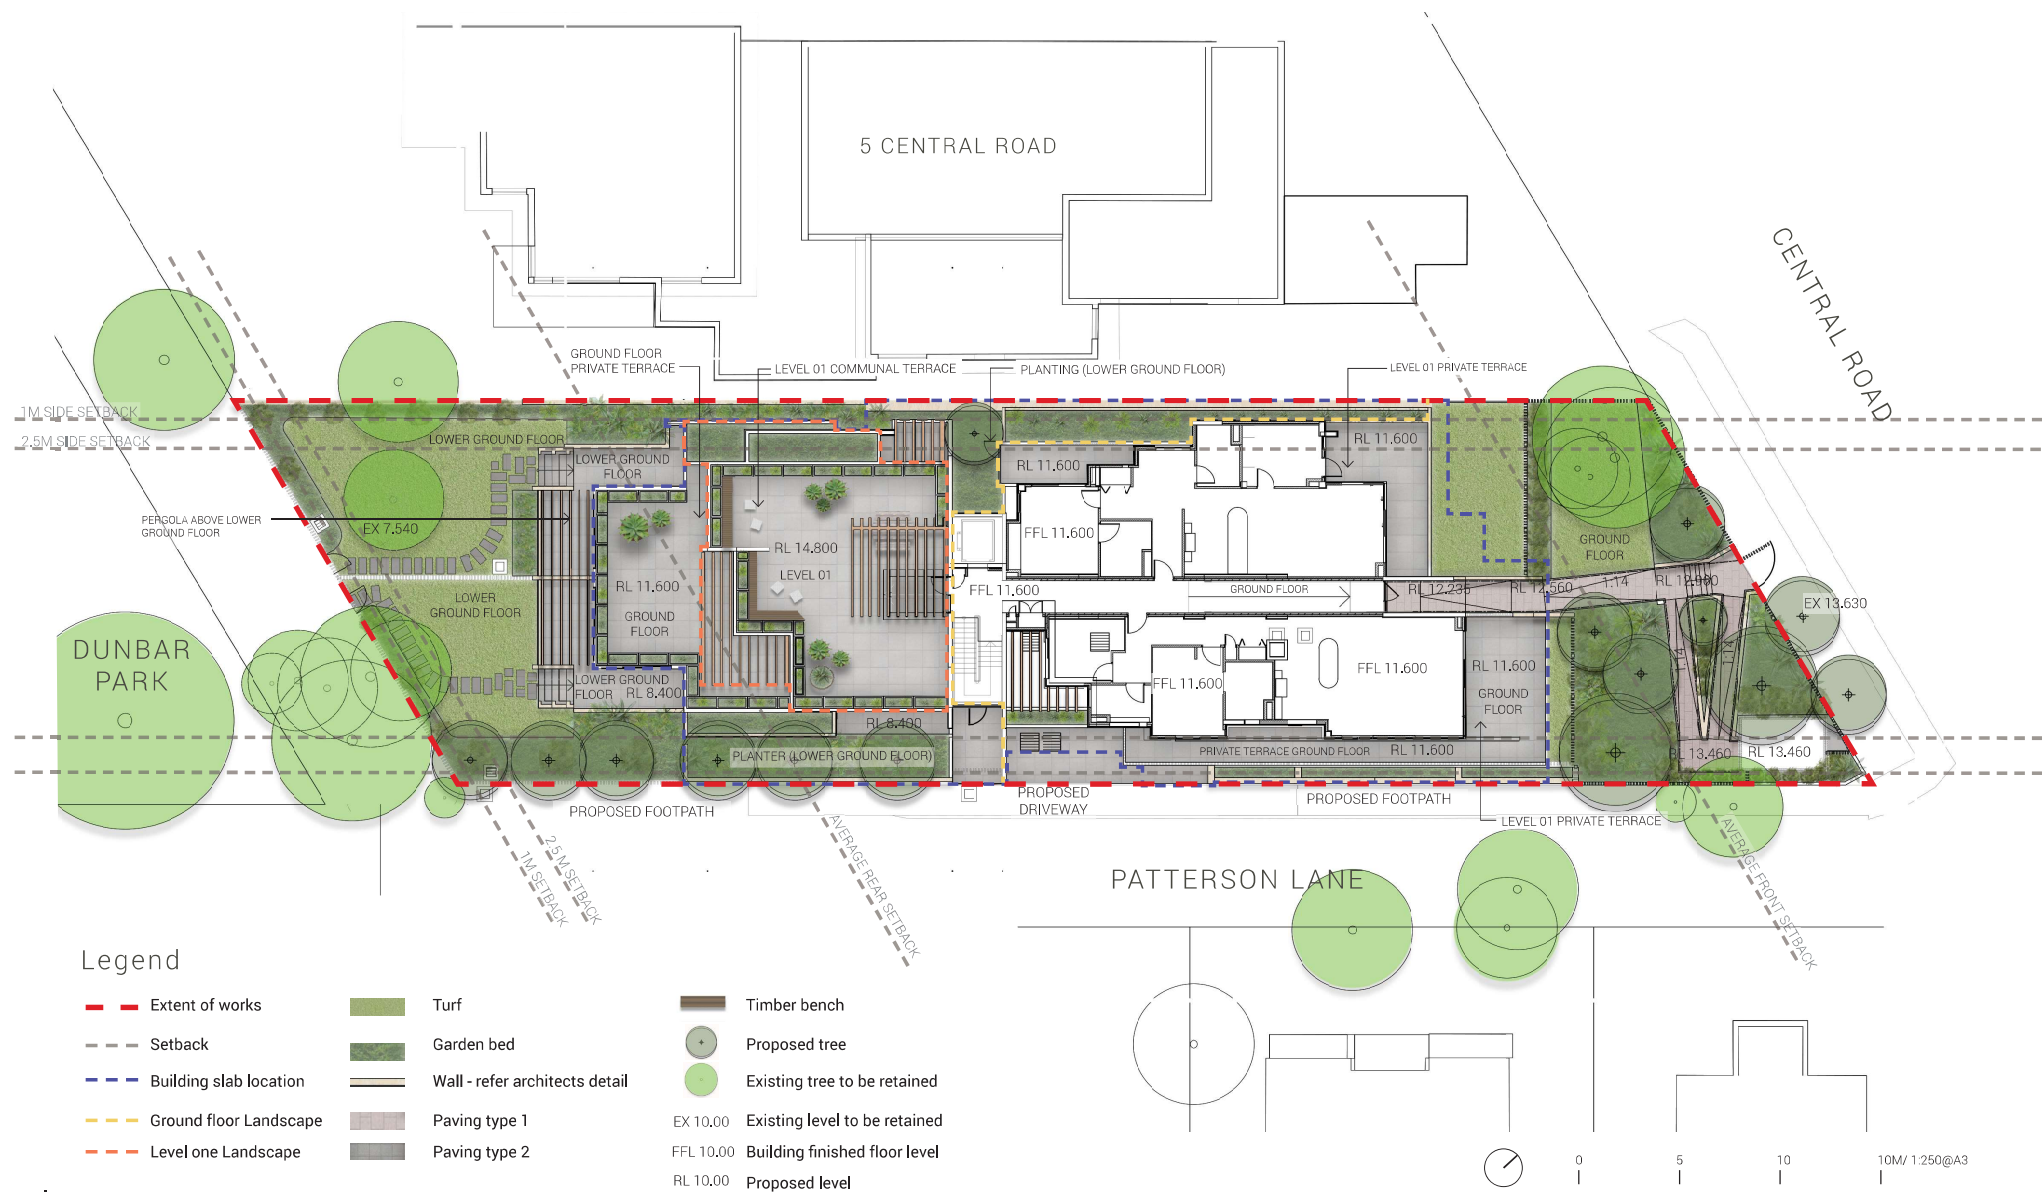 5 CENTRAL ROAD
CENTRAL ROAD
GROUND FLOOR
PRIVATE TERRACE
LEVEL 01 COMMUNAL TERRACE
PLANTING (LOWER GROUND FLOOR)
LEVEL 01 PRIVATE TERRACE
1M SIDE SETBACK
2.5M SIDE SETBACK
LOWER GROUND FLOOR
LOWER GROUND
FLOOR
RL 11.600
RL 11.600
PERGOLA ABOVE LOWER
GROUND FLOOR
EX 7.540
RL 14.800
LEVEL 01
FFL 11.600
GROUND
FLOOR
RL 11.600
GROUND
FLOOR
LOWER
GROUND FLOOR
FFL 11.600
GROUND FLOOR
RL 12.235
RL 12.560
1:14
RL 12.980
EX 13.630
DUNBAR
PARK
LOWER GROUND
FLOOR
RL 8.400
FFL 11.600
FFL 11.600
RL 11.600
GROUND
FLOOR
1:14
1:14
RL 8.400
PLANTER (LOWER GROUND FLOOR)
PRIVATE TERRACE GROUND FLOOR
RL 11.600
RL 13.460
RL 13.460
PROPOSED FOOTPATH
PROPOSED
DRIVEWAY
PROPOSED FOOTPATH
LEVEL 01 PRIVATE TERRACE
1M SETBACK
2.5 M SETBACK
AVERAGE REAR SETBACK
AVERAGE FRONT SETBACK
PATTERSON LANE
Legend
Extent of works
Setback
Building slab location
Ground floor Landscape
Level one Landscape
Turf
Garden bed
Wall - refer architects detail
Paving type 1
Paving type 2
Timber bench
Proposed tree
Existing tree to be retained
EX 10.00 Existing level to be retained
FFL 10.00 Building finished floor level
RL 10.00 Proposed level
0 5 10 10M/ 1:250@A3